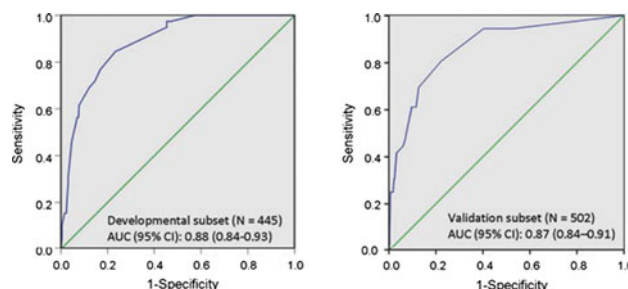 1.0
0.8
0.6
0.4
0.2
0.0
Sensitivity
Developmental subset (N = 445)
AUC (95% CI): 0.88 (0.84-0.93)
0.0 0.2 0.4 0.6 0.8 1.0
1-Specificity
1.0
0.8
0.6
0.4
0.2
0.0
Sensitivity
Validation subset (N = 502)
AUC (95% CI): 0.87 (0.84–0.91)
0.0 0.2 0.4 0.6 0.8 1.0
1-Specificity